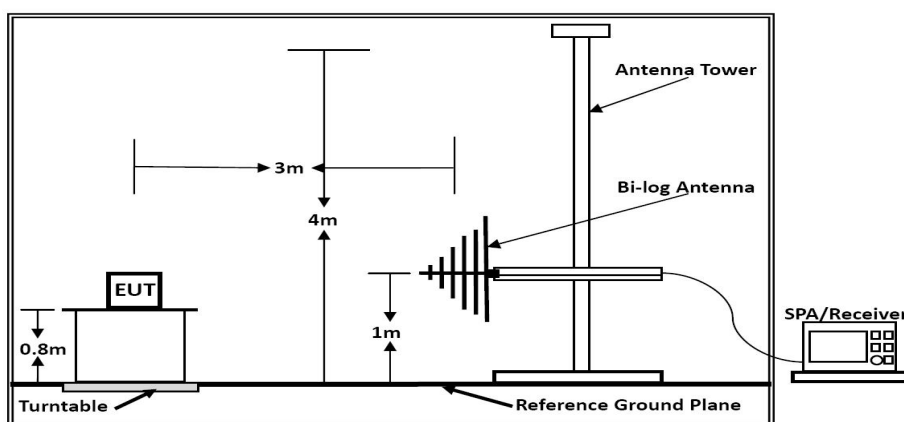 Antenna Tower
3m
Bi-log Antenna
4m
EUT
SPA/Receiver
1m
0.8m
Turntable
Reference Ground Plane